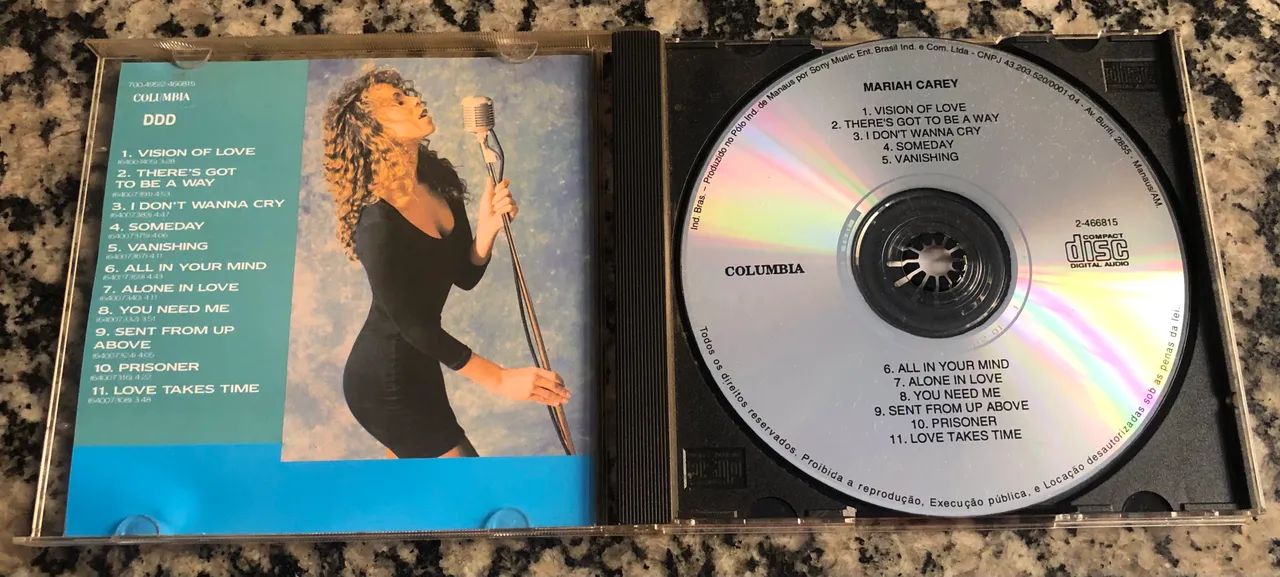 700.495/2-466815
COLUMBIA
DDD
1. VISION OF LOVE
2. THERE'S GOT
TO BE A WAY
3. I DON'T WANNA CRY
4. SOMEDAY
5. VANISHING
6. ALL IN YOUR MIND
7. ALONE IN LOVE
8. YOU NEED ME
9. SENT FROM UP
ABOVE
10. PRISONER
11. LOVE TAKES TIME
Ind. Bras. – Produzido no Pólo Ind. de Manaus por Sony Music Ent. Brasil Ind. e Com. Ltda - CNPJ 43.203.520/0001-04 - Av. Buriti, 2855 - Manaus/AM.
MARIAH CAREY
1. VISION OF LOVE
2. THERE'S GOT TO BE A WAY
3. I DON'T WANNA CRY
4. SOMEDAY
5. VANISHING
2-466815
COMPACT
disc
DIGITAL AUDIO
COLUMBIA
6. ALL IN YOUR MIND
7. ALONE IN LOVE
8. YOU NEED ME
9. SENT FROM UP ABOVE
10. PRISONER
11. LOVE TAKES TIME
Todos os direitos reservados. Proibida a reprodução, Execução pública, e Locação desautorizadas sob as penas da lei.